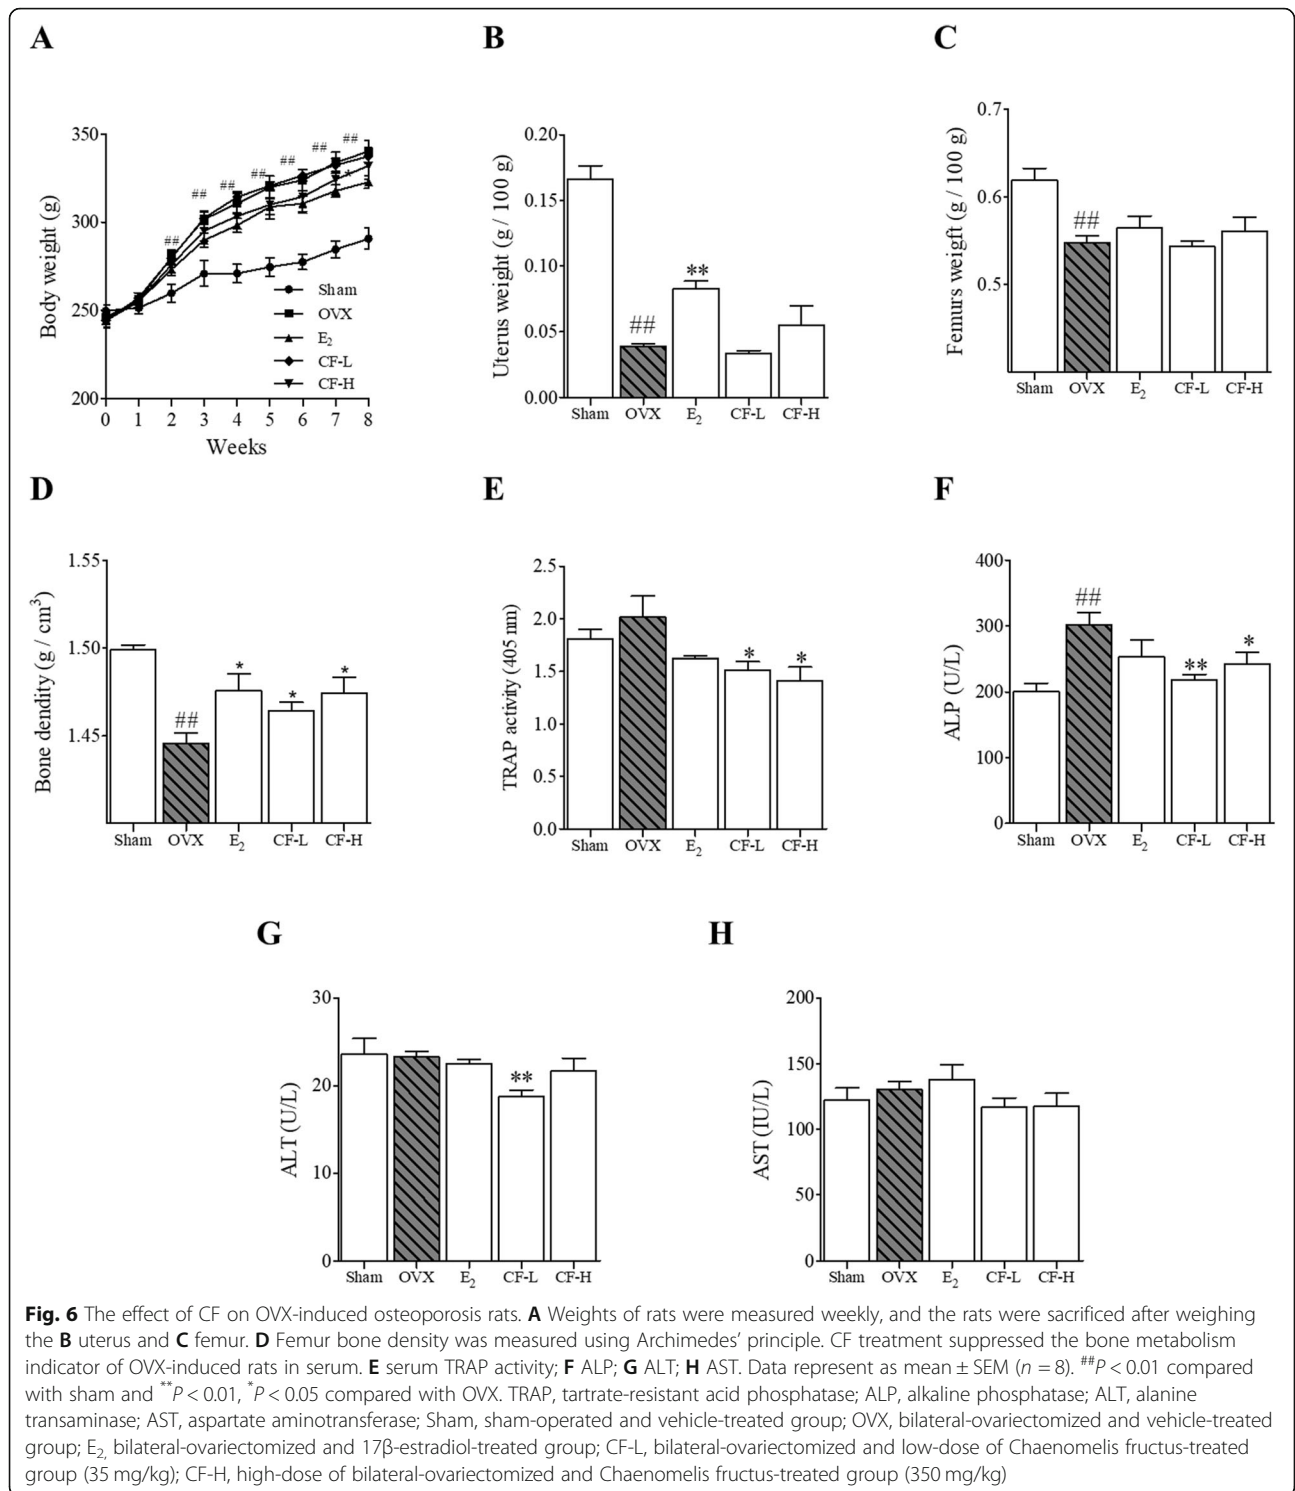 A
B
C
Body weight (g)
350
300
250
200
## ## ## ## ## ## ##
*
Sham
OVX
E2
CF-L
CF-H
0 1 2 3 4 5 6 7 8
Weeks
Uterus weight (g / 100 g)
0.20
0.15
0.10
0.05
0.00
##
**
Sham OVX E2 CF-L CF-H
Femurs weigft (g / 100 g)
0.7
0.6
0.5
##
Sham OVX E2 CF-L CF-H
D
E
F
Bone dendity (g / cm³)
1.55
1.50
1.45
##
* * *
Sham OVX E2 CF-L CF-H
TRAP activity (405 nm)
2.5
2.0
1.5
1.0
0.5
0.0
* *
Sham OVX E2 CF-L CF-H
ALP (U/L)
400
300
200
100
0
##
** *
Sham OVX E2 CF-L CF-H
G
H
ALT (U/L)
30
20
10
0
**
Sham OVX E2 CF-L CF-H
AST (IU/L)
200
150
100
50
0
Sham OVX E2 CF-L CF-H
Fig. 6 The effect of CF on OVX-induced osteoporosis rats. A Weights of rats were measured weekly, and the rats were sacrificed after weighing
the B uterus and C femur. D Femur bone density was measured using Archimedes’ principle. CF treatment suppressed the bone metabolism
indicator of OVX-induced rats in serum. E serum TRAP activity; F ALP; G ALT; H AST. Data represent as mean ± SEM (n = 8). ##P < 0.01 compared
with sham and **P < 0.01, *P < 0.05 compared with OVX. TRAP, tartrate-resistant acid phosphatase; ALP, alkaline phosphatase; ALT, alanine
transaminase; AST, aspartate aminotransferase; Sham, sham-operated and vehicle-treated group; OVX, bilateral-ovariectomized and vehicle-treated
group; E2, bilateral-ovariectomized and 17β-estradiol-treated group; CF-L, bilateral-ovariectomized and low-dose of Chaenomelis fructus-treated
group (35 mg/kg); CF-H, high-dose of bilateral-ovariectomized and Chaenomelis fructus-treated group (350 mg/kg)